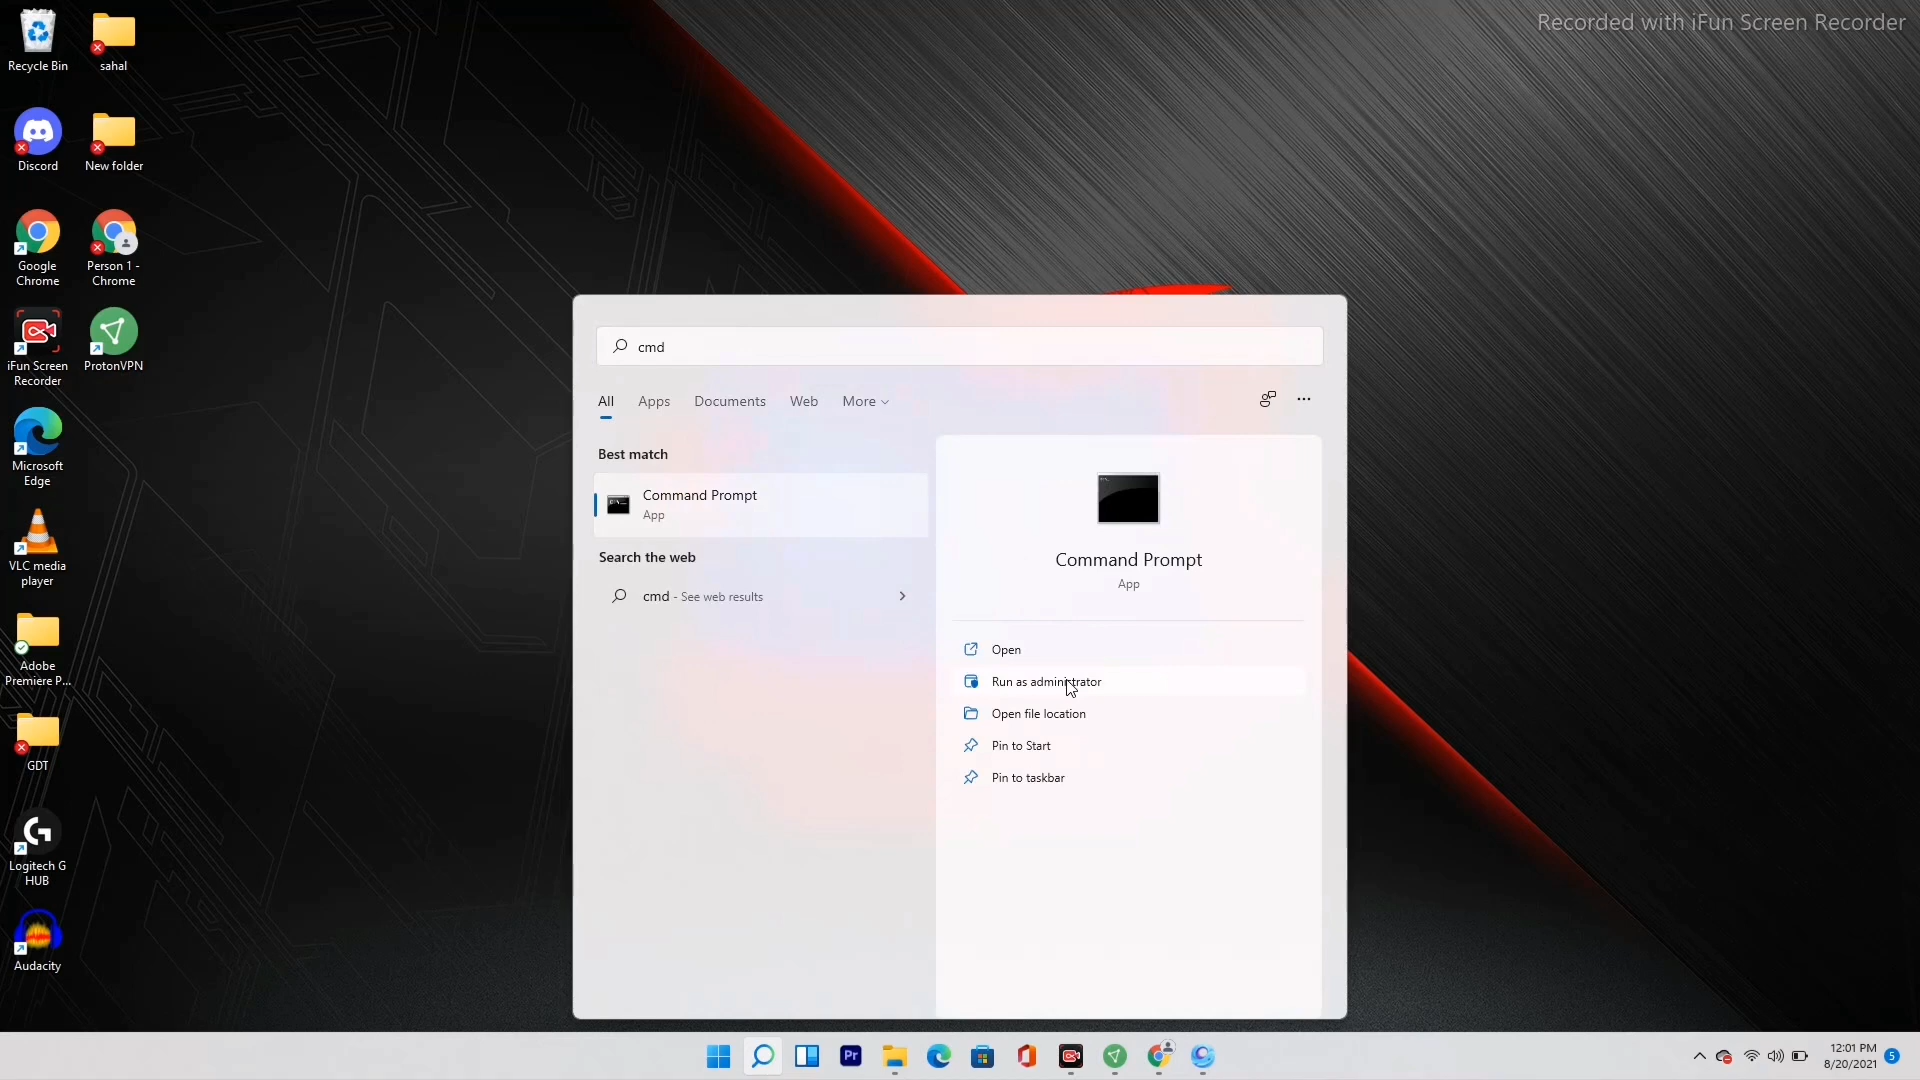 Recorded with iFun Screen Recorder
Recycle Bin
sahal
Discord
New folder
Google
Chrome
Person 1 -
Chrome
iFun Screen
Recorder
ProtonVPN
Microsoft
Edge
VLC media
player
Adobe
Premiere P...
GDT
Logitech G
HUB
Audacity
cmd
All
Apps
Documents
Web
More
Best match
Command Prompt
App
Search the web
cmd - See web results
Command Prompt
App
Open
Run as administrator
Open file location
Pin to Start
Pin to taskbar
Pr
12:01 PM
8/20/2021
5